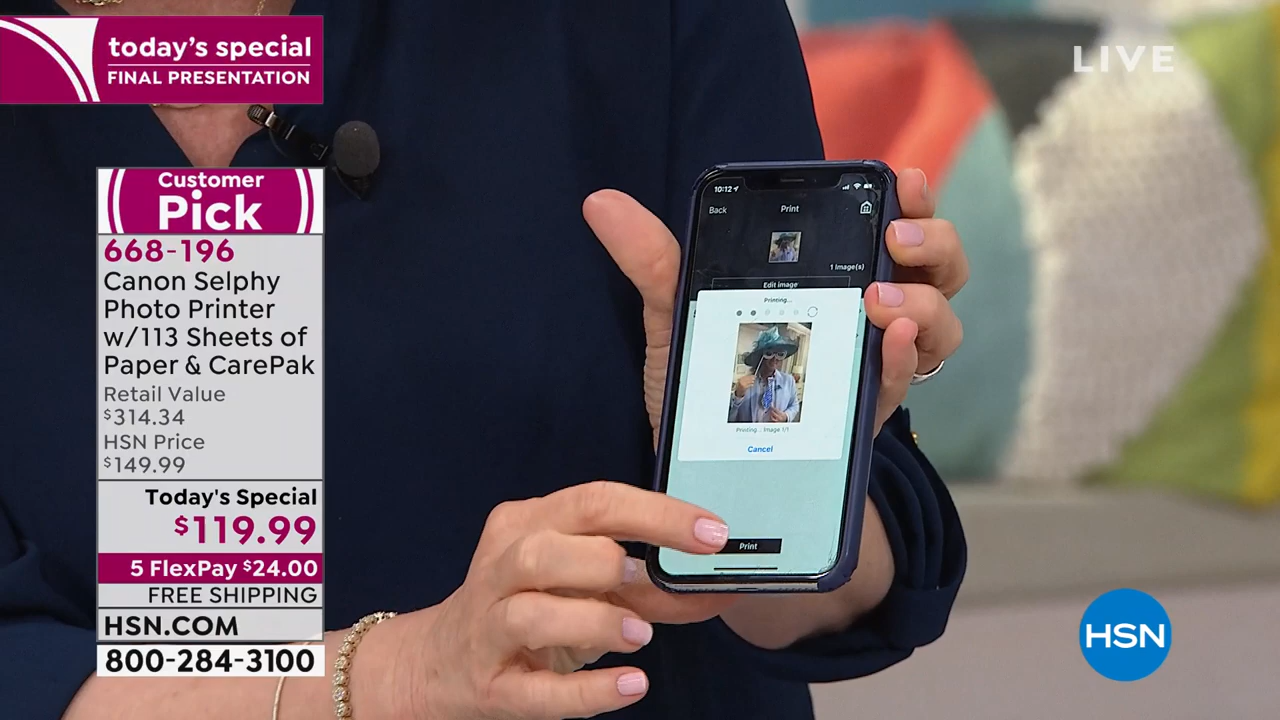 today's special
FINAL PRESENTATION
LIVE
Customer
Pick
668-196
Canon Selphy
Photo Printer
w/113 Sheets of
Paper & CarePak
Retail Value
$314.34
HSN Price
$149.99
Today's Special
$119.99
5 FlexPay $24.00
FREE SHIPPING
HSN.COM
800-284-3100
10:12
Back
Print
1 Image(s)
Edit image
Printing...
Printing... Image 1/1
Cancel
Print
HSN